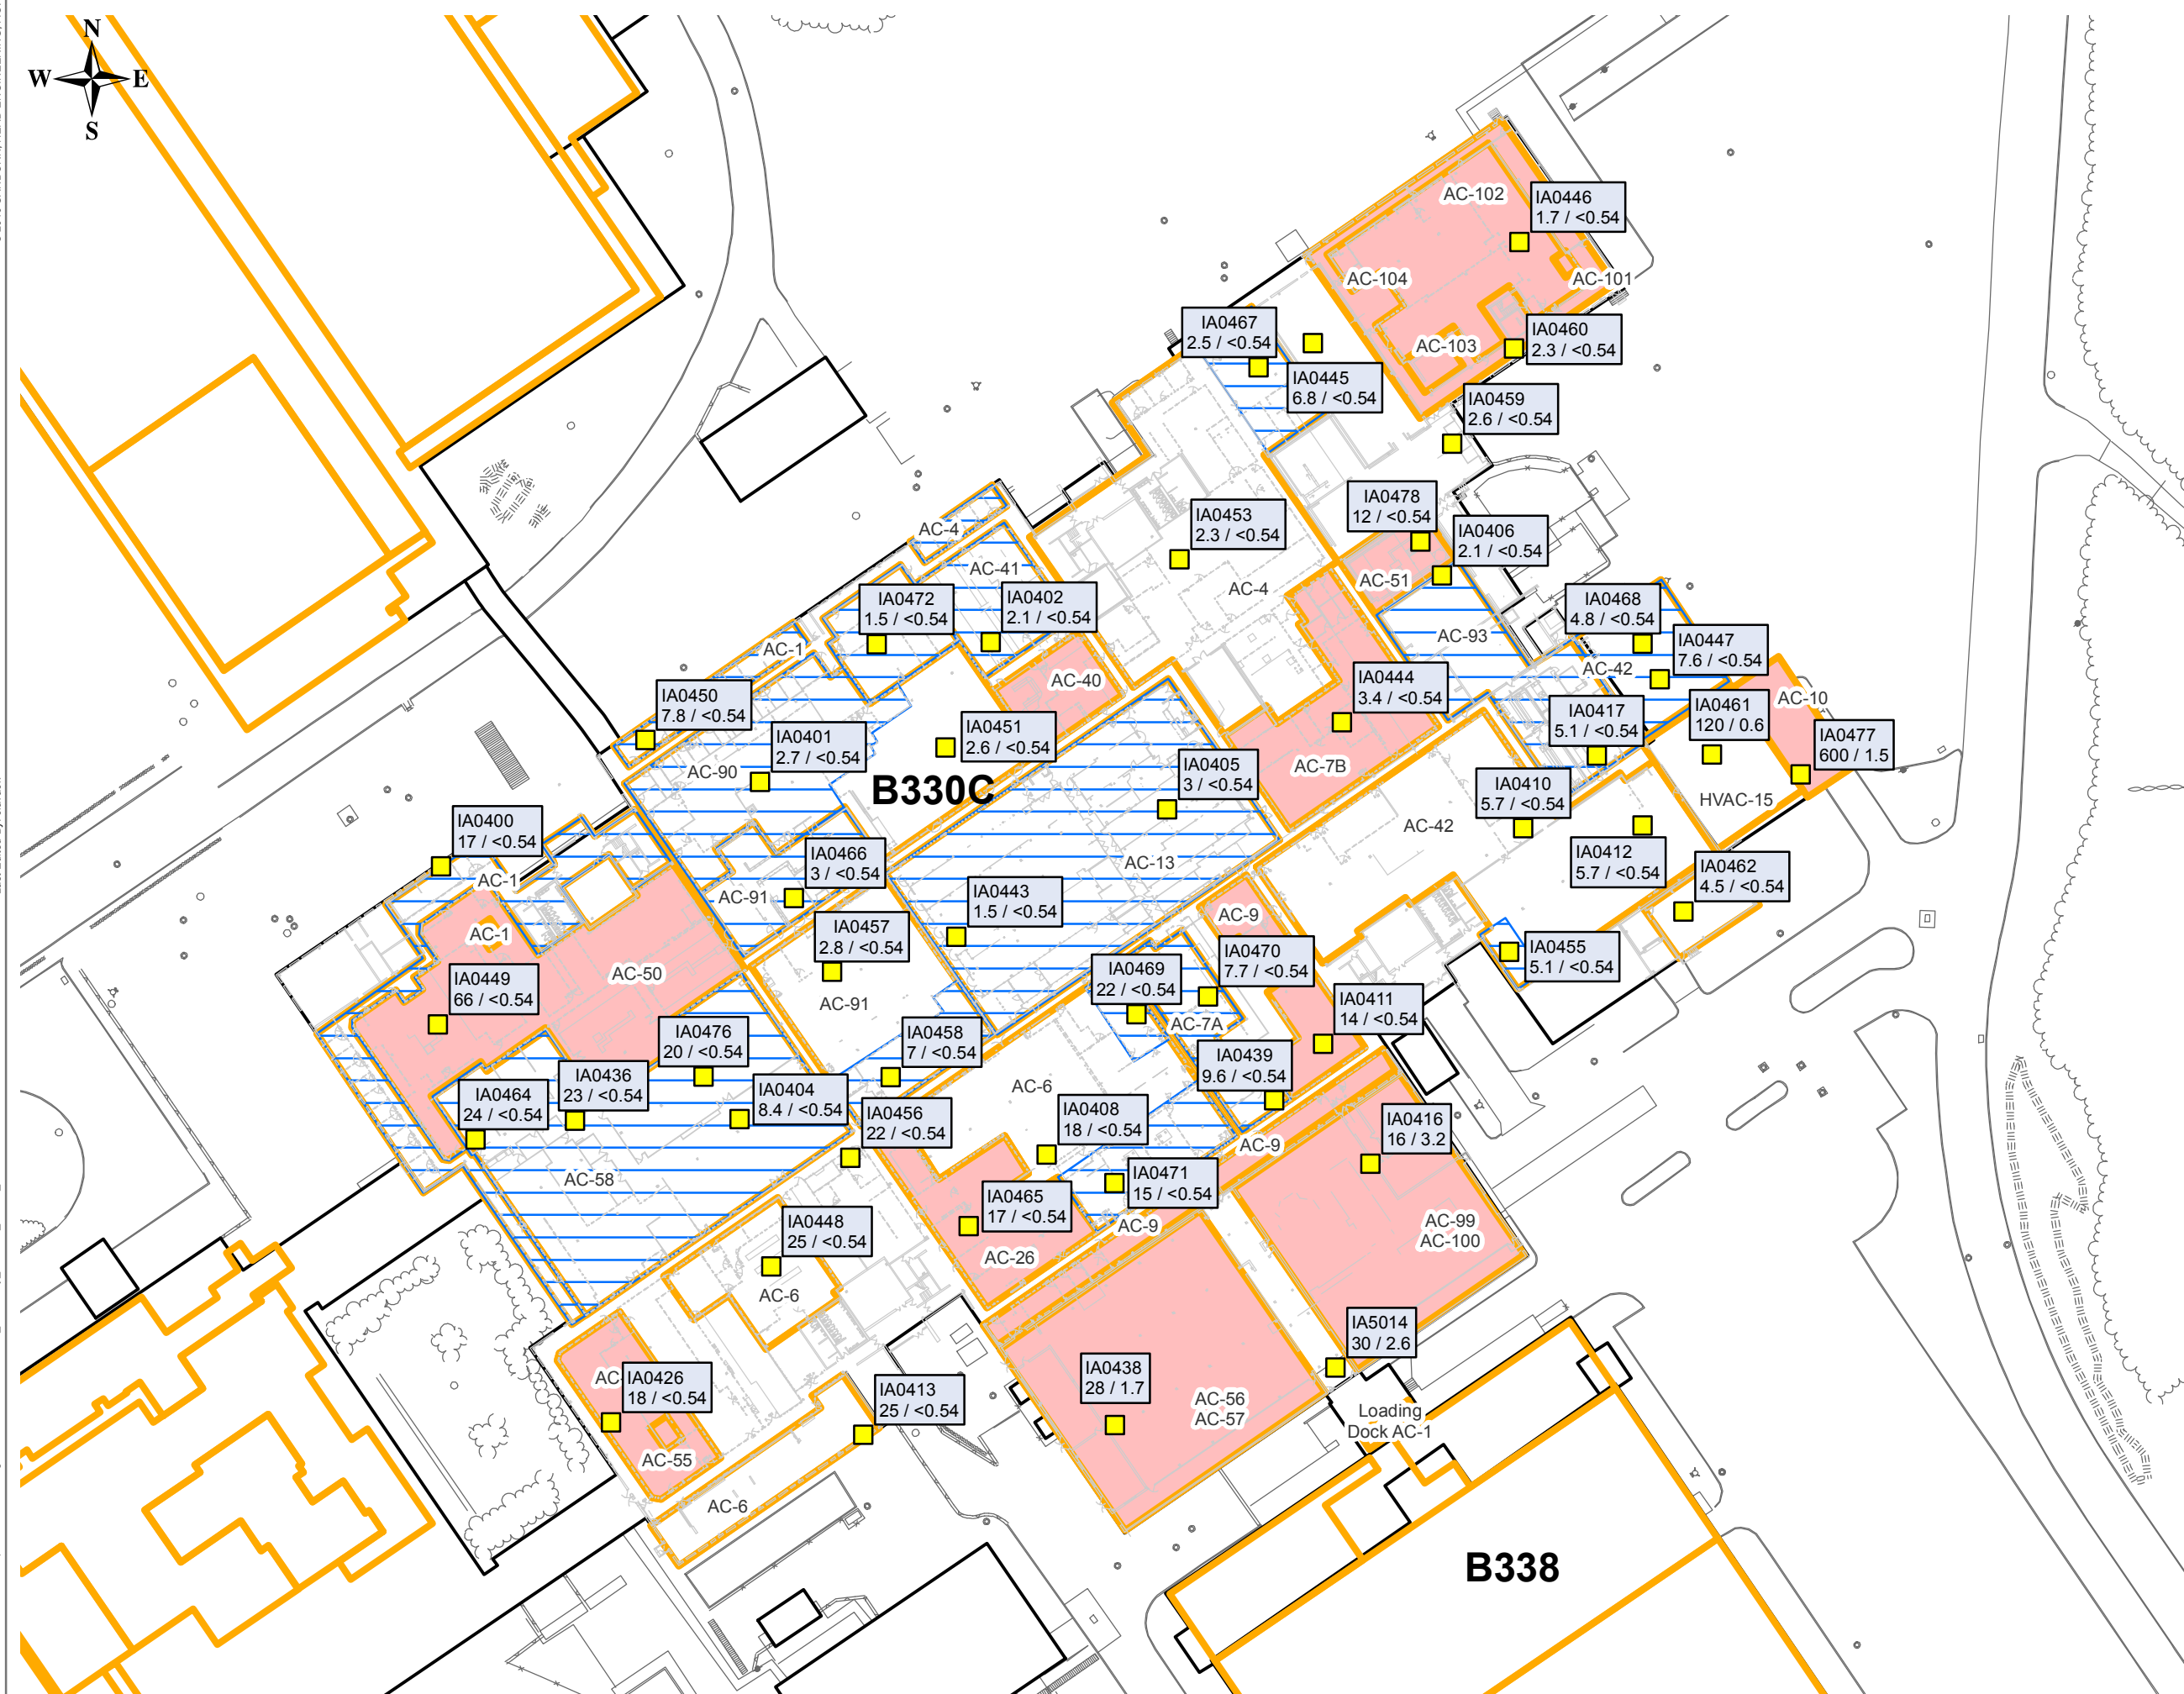 N
W E
S
AC-102
IA0446
1.7 / <0.54
AC-104
AC-101
IA0467
2.5 / <0.54
IA0460
2.3 / <0.54
AC-103
IA0445
6.8 / <0.54
IA0459
2.6 / <0.54
IA0478
12 / <0.54
IA0453
2.3 / <0.54
IA0406
2.1 / <0.54
AC-4
AC-41
AC-51
AC-4
IA0472
1.5 / <0.54
IA0402
2.1 / <0.54
IA0468
4.8 / <0.54
AC-93
IA0447
7.6 / <0.54
AC-1
AC-42
AC-40
IA0444
3.4 / <0.54
AC-10
IA0450
7.8 / <0.54
IA0461
120 / 0.6
IA0417
5.1 / <0.54
IA0401
2.7 / <0.54
IA0451
2.6 / <0.54
IA0477
600 / 1.5
AC-90
AC-7B
IA0405
3 / <0.54
B330C
IA0410
5.7 / <0.54
HVAC-15
IA0400
17 / <0.54
AC-42
IA0466
3 / <0.54
AC-13
IA0412
5.7 / <0.54
IA0462
4.5 / <0.54
AC-1
AC-91
IA0443
1.5 / <0.54
AC-9
AC-1
IA0457
2.8 / <0.54
IA0470
7.7 / <0.54
IA0455
5.1 / <0.54
AC-50
IA0449
66 / <0.54
IA0469
22 / <0.54
AC-91
IA0411
14 / <0.54
AC-7A
IA0476
20 / <0.54
IA0458
7 / <0.54
IA0439
9.6 / <0.54
IA0436
23 / <0.54
IA0464
24 / <0.54
IA0404
8.4 / <0.54
AC-6
IA0456
22 / <0.54
IA0408
18 / <0.54
IA0416
16 / 3.2
AC-9
AC-58
IA0471
15 / <0.54
IA0465
17 / <0.54
IA0448
25 / <0.54
AC-9
AC-99
AC-100
AC-26
AC-6
IA5014
30 / 2.6
IA0438
28 / 1.7
AC
IA0426
18 / <0.54
IA0413
25 / <0.54
AC-56
AC-57
Loading
Dock AC-1
AC-55
AC-6
B338